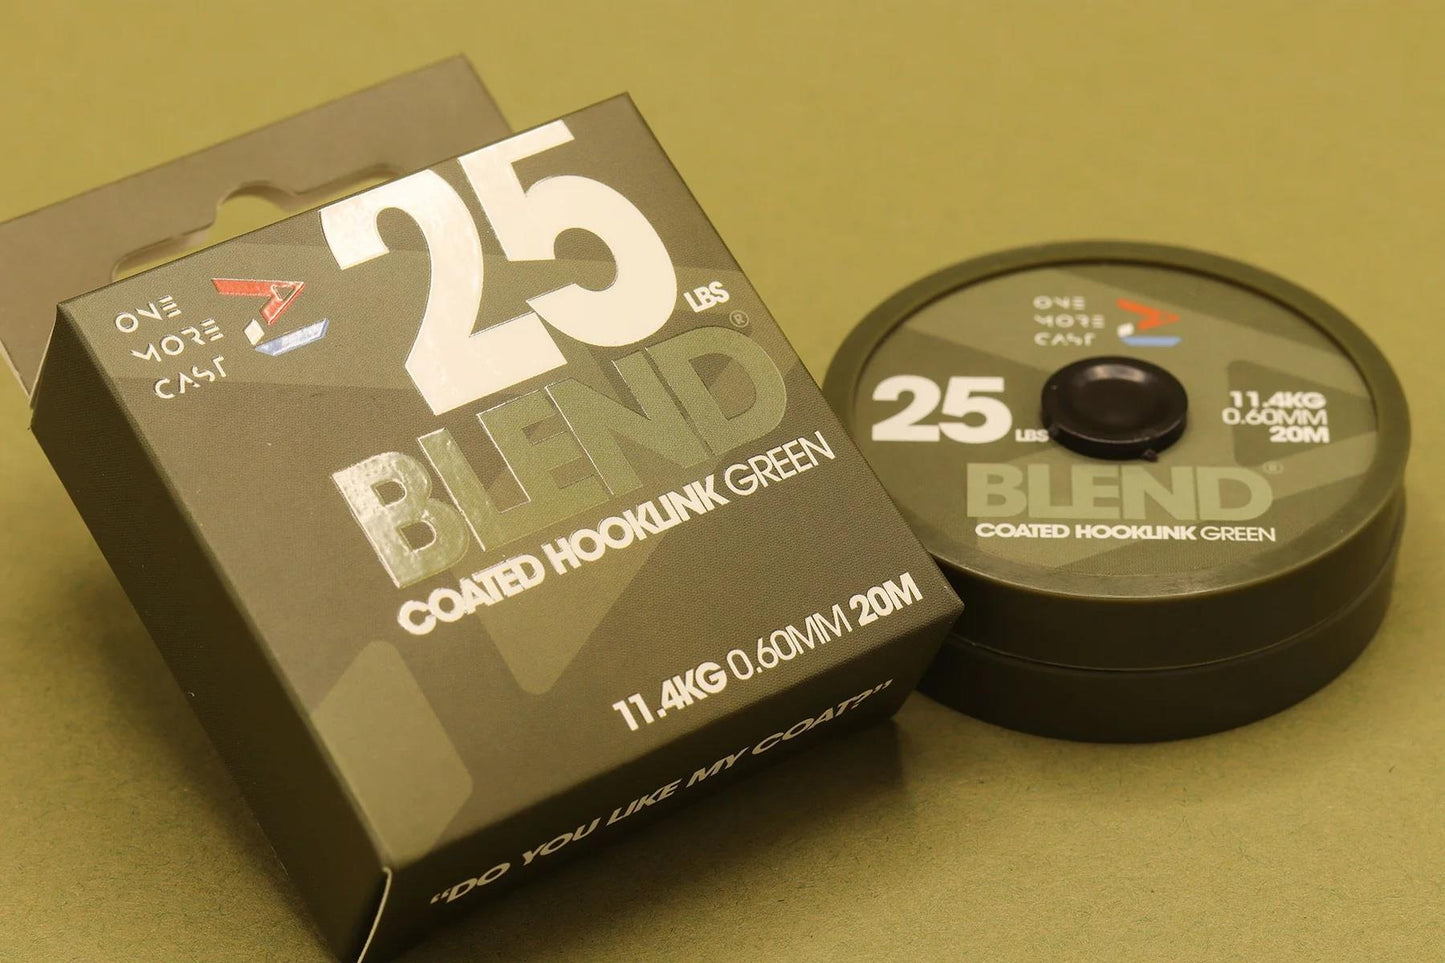 ONE
MORE
CAST
25 LBS
BLEND®
COATED HOOKLINK GREEN
11.4KG 0.60MM 20M
“DO YOU LIKE MY COAT?”
ONE
MORE
CAST
25 LBS
11.4KG
0.60MM
20M
BLEND®
COATED HOOKLINK GREEN